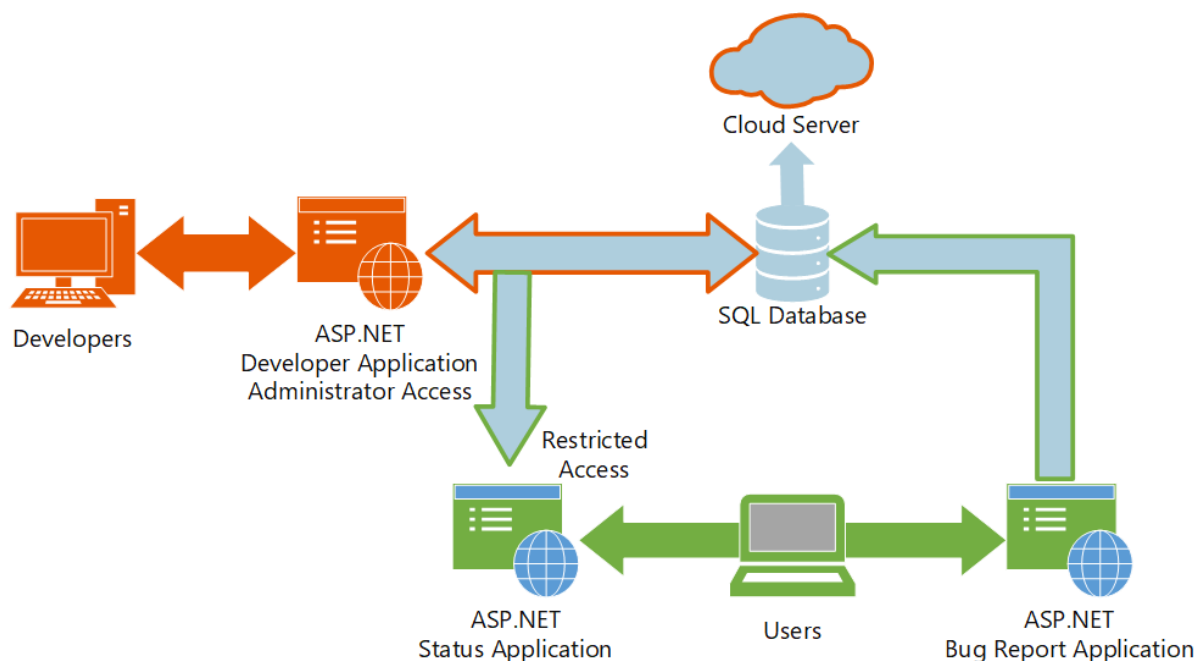 Cloud Server
SQL Database
Developers
ASP.NET
Developer Application
Administrator Access
Restricted
Access
ASP.NET
Status Application
Users
ASP.NET
Bug Report Application